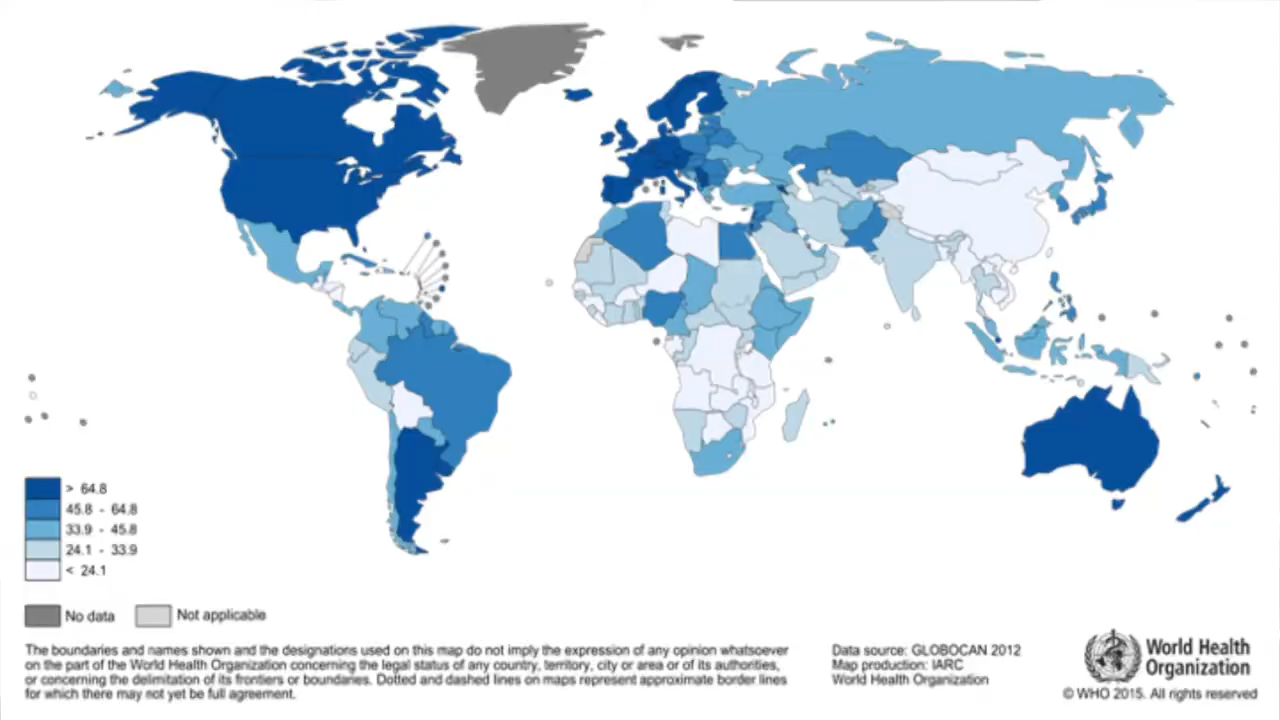 > 64.8
45.8 - 64.8
33.9 - 45.8
24.1 - 33.9
< 24.1
No data
Not applicable
The boundaries and names shown and the designations used on this map do not imply the expression of any opinion whatsoever
on the part of the World Health Organization concerning the legal status of any country, territory, city or area or of its authorities,
or concerning the delimitation of its frontiers or boundaries. Dotted and dashed lines on maps represent approximate border lines
for which there may not yet be full agreement.
Data source: GLOBOCAN 2012
Map production: IARC
World Health Organization
World Health
Organization
© WHO 2015. All rights reserved